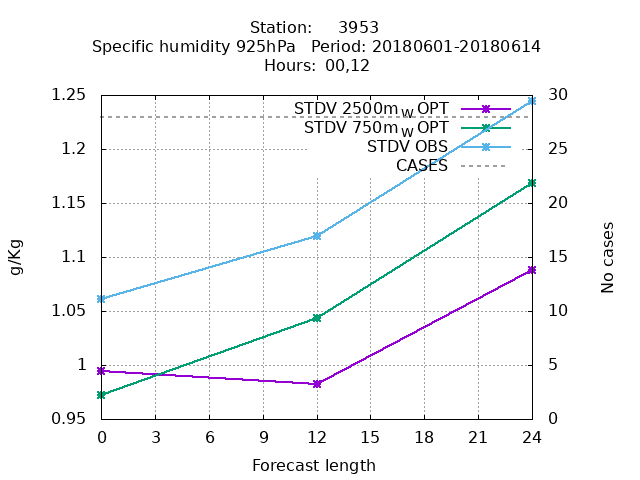 Station: 3953
Specific humidity 925hPa Period: 20180601-20180614
Hours: 00,12
1.25
1.2
1.15
1.1
1.05
1
0.95
g/Kg
STDV 2500m_W OPT
STDV 750m_W OPT
STDV OBS
CASES
30
25
20
15
10
5
0
No cases
0 3 6 9 12 15 18 21 24
Forecast length